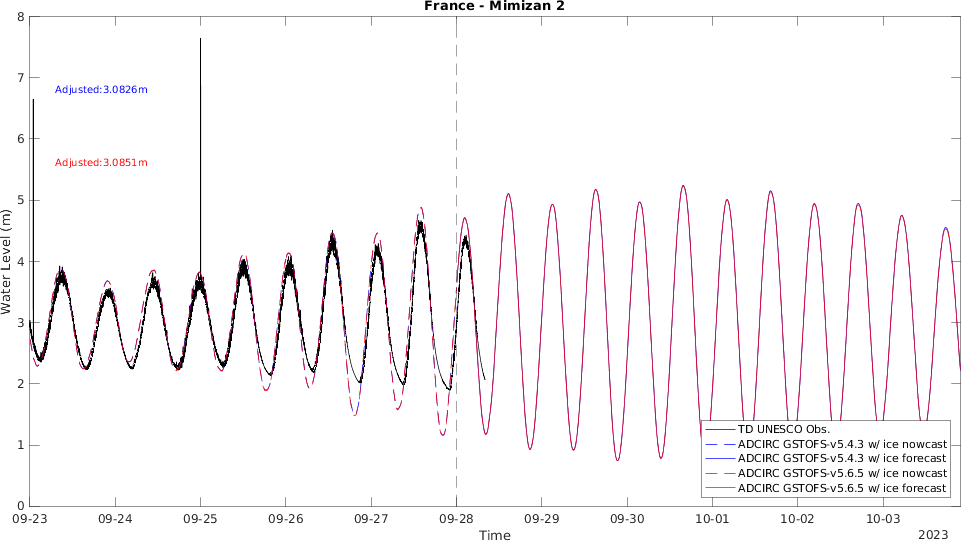 France - Mimizan 2
8
7
6
5
4
3
2
1
0
Water Level (m)
Adjusted:3.0826m
Adjusted:3.0851m
TD UNESCO Obs.
ADCIRC GSTOFS-v5.4.3 w/ ice nowcast
ADCIRC GSTOFS-v5.4.3 w/ ice forecast
ADCIRC GSTOFS-v5.6.5 w/ ice nowcast
ADCIRC GSTOFS-v5.6.5 w/ ice forecast
09-23 09-24 09-25 09-26 09-27 09-28 09-29 09-30 10-01 10-02 10-03
Time
2023